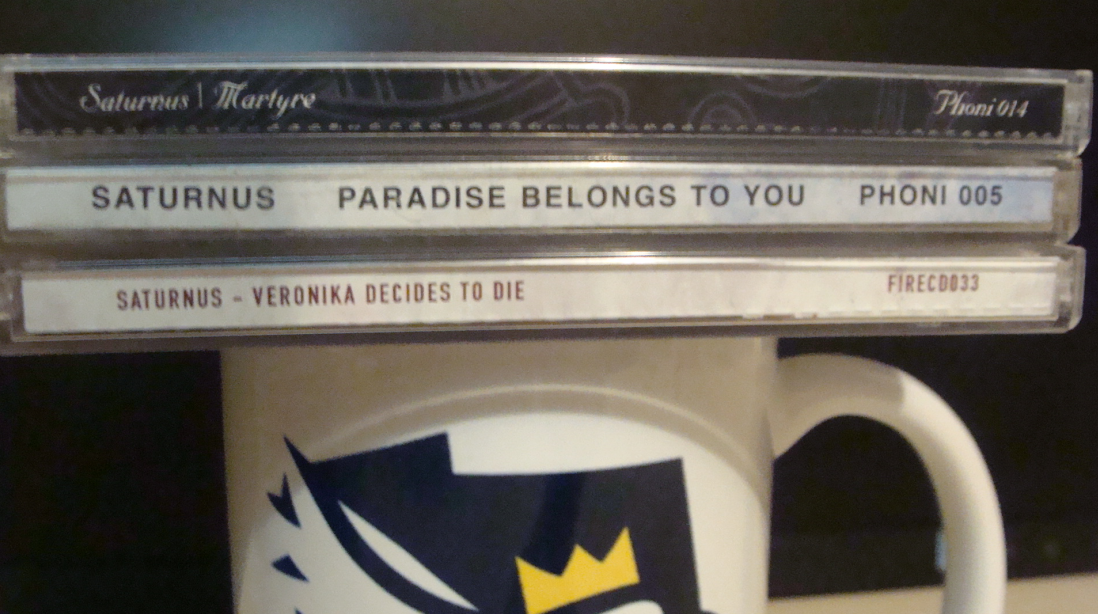 Saturnus | Martyre Phoni 014
SATURNUS PARADISE BELONGS TO YOU PHONI 005
SATURNUS - VERONIKA DECIDES TO DIE FIRECD033